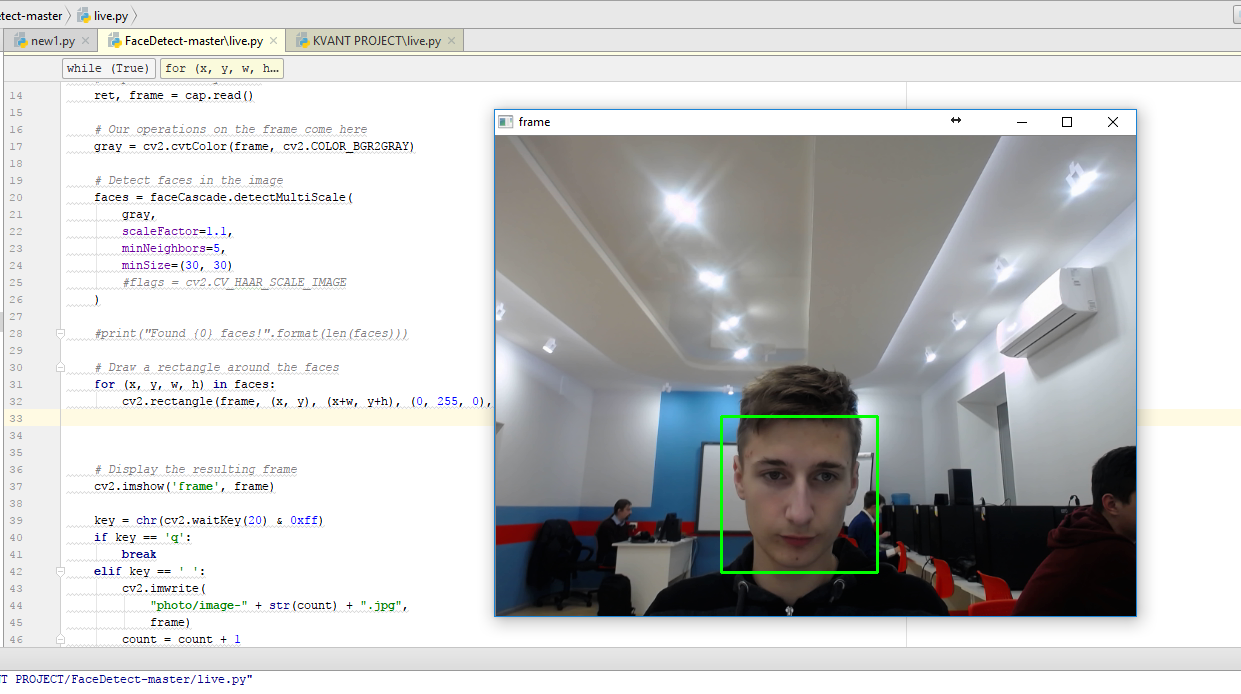 etect-master live.py
new1.py FaceDetect-master\live.py KVANT PROJECT\live.py
while (True) for (x, y, w, h...
14 ret, frame = cap.read()
15
16 # Our operations on the frame come here
17 gray = cv2.cvtColor(frame, cv2.COLOR_BGR2GRAY)
18
19 # Detect faces in the image
20 faces = faceCascade.detectMultiScale(
21 gray,
22 scaleFactor=1.1,
23 minNeighbors=5,
24 minSize=(30, 30)
25 #flags = cv2.CV_HAAR_SCALE_IMAGE
26 )
27
28 #print("Found {0} faces!".format(len(faces)))
29
30 # Draw a rectangle around the faces
31 for (x, y, w, h) in faces:
32 cv2.rectangle(frame, (x, y), (x+w, y+h), (0, 255, 0),
33
34
35
36 # Display the resulting frame
37 cv2.imshow('frame', frame)
38
39 key = chr(cv2.waitKey(20) & 0xff)
40 if key == 'q':
41 break
42 elif key == ' ':
43 cv2.imwrite(
44 "photo/image-" + str(count) + ".jpg",
45 frame)
46 count = count + 1
frame
T PROJECT/FaceDetect-master/live.py"